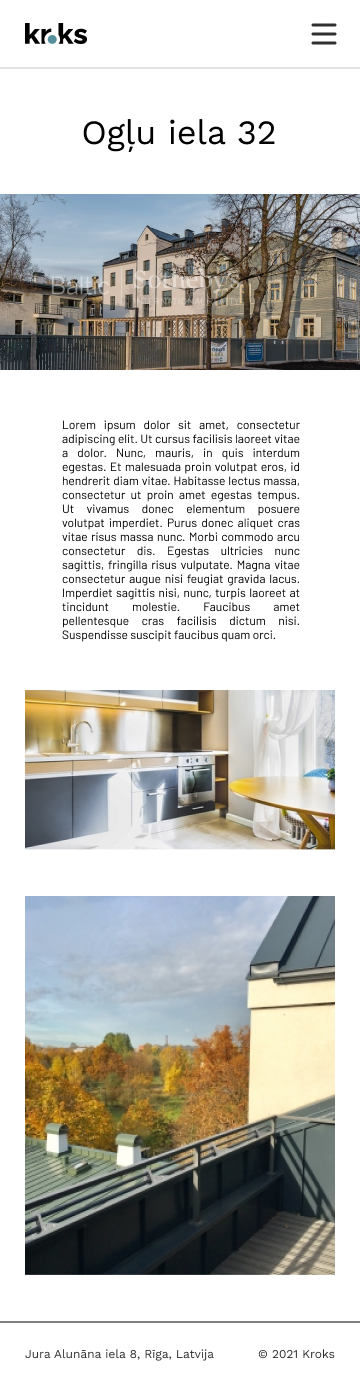 kroks
Ogļu iela 32
Baltic Sotheby's
Lorem ipsum dolor sit amet, consectetur
adipiscing elit. Ut cursus facilisis laoreet vitae
a dolor. Nunc, mauris, in quis interdum
egestas. Et malesuada proin volutpat eros, id
hendrerit diam vitae. Habitasse lectus massa,
consectetur ut proin amet egestas tempus.
Ut vivamus donec elementum posuere
volutpat imperdiet. Purus donec aliquet cras
vitae risus massa nunc. Morbi commodo arcu
consectetur dis. Egestas ultricies nunc
sagittis, fringilla risus vulputate. Magna vitae
consectetur augue nisi feugiat gravida lacus.
Imperdiet sagittis nisi, nunc, turpis laoreet at
tincidunt molestie. Faucibus amet
pellentesque cras facilisis dictum nisi.
Suspendisse suscipit faucibus quam orci.
Jura Alunāna iela 8, Rīga, Latvija
© 2021 Kroks